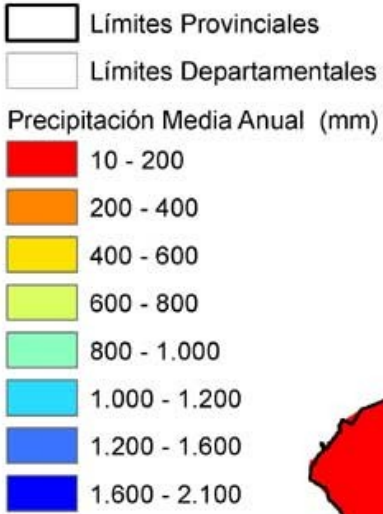 Límites Provinciales
Límites Departamentales
Precipitación Media Anual (mm)
10 - 200
200 - 400
400 - 600
600 - 800
800 - 1.000
1.000 - 1.200
1.200 - 1.600
1.600 - 2.100